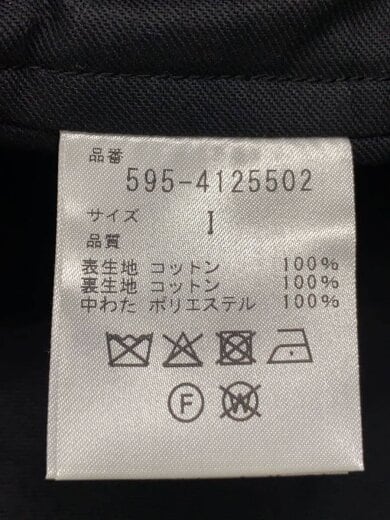 品番
595-4125502
サイズ I
品質
表生地 コットン 100%
裏生地 コットン 100%
中わた ポリエステル 100%
F W